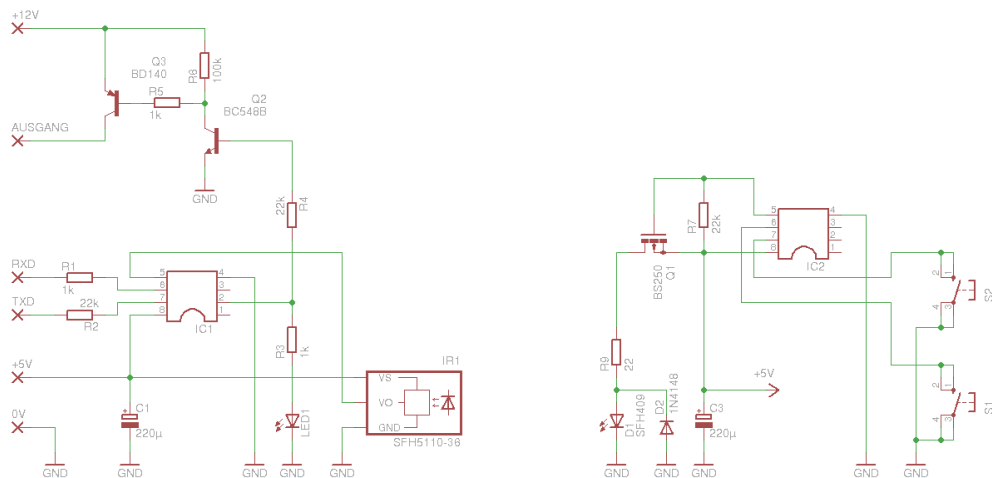 +12V
Q3
BD140
R6
100k
R5
1k
Q2
BC548B
AUSGANG
GND
R4
22k
RXD
R1
1k
TXD
22k
R2
5
6
7
8
4
3
2
1
IC1
R3
1k
+5V
0V
C1
220µ
LED1
IR1
VS
VO
GND
SFH5110-36
GND
GND
GND
GND
GND
R7
22k
BS250
Q1
5
6
7
8
4
3
2
1
IC2
2
1
4
3
S2
R9
22
+5V
D1
SFH409
D2
1N4148
C3
220µ
2
1
4
3
S1
GND
GND
GND
GND
GND